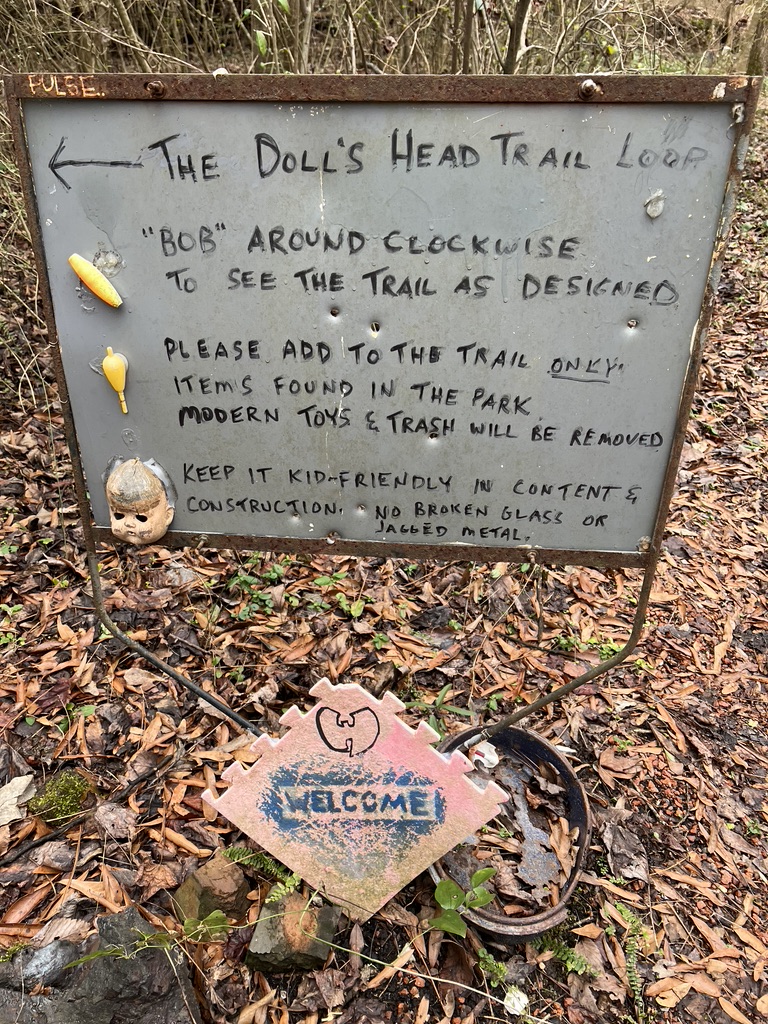 PULSE.
← THE DOLL'S HEAD TRAIL LOOP
"BOB" AROUND CLOCKWISE
TO SEE THE TRAIL AS DESIGNED
PLEASE ADD TO THE TRAIL ONLY
ITEMS FOUND IN THE PARK
MODERN TOYS & TRASH WILL BE REMOVED
KEEP IT KID-FRIENDLY IN CONTENT &
CONSTRUCTION. NO BROKEN GLASS OR
JAGGED METAL.
WELCOME